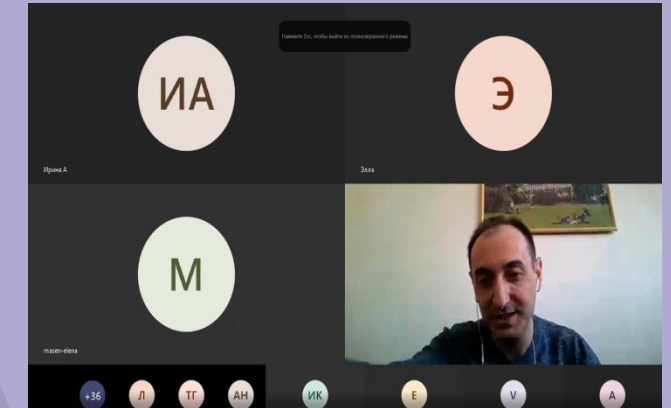 Нажмите Esc, чтобы выйти из полноэкранного режима
ИА
Э
Ирина А
Элла
М
masen-elena
+36
Л
ТГ
АН
ИК
Е
V
А